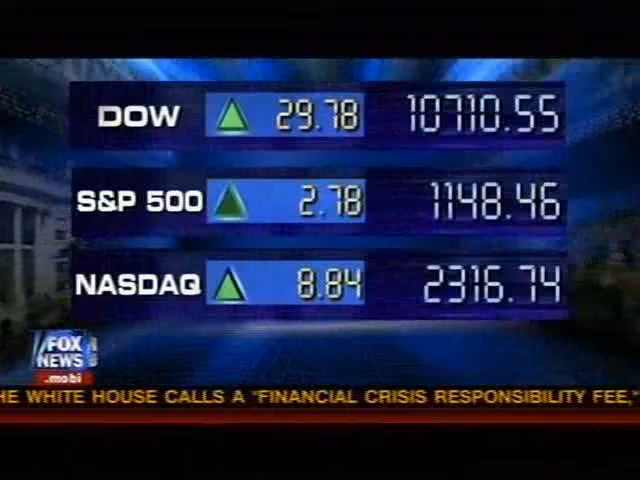 DOW 29.78 10710.55
S&P 500 2.78 1148.46
NASDAQ 8.84 2316.74
FOX
NEWS
.mobi
HE WHITE HOUSE CALLS A "FINANCIAL CRISIS RESPONSIBILITY FEE,"